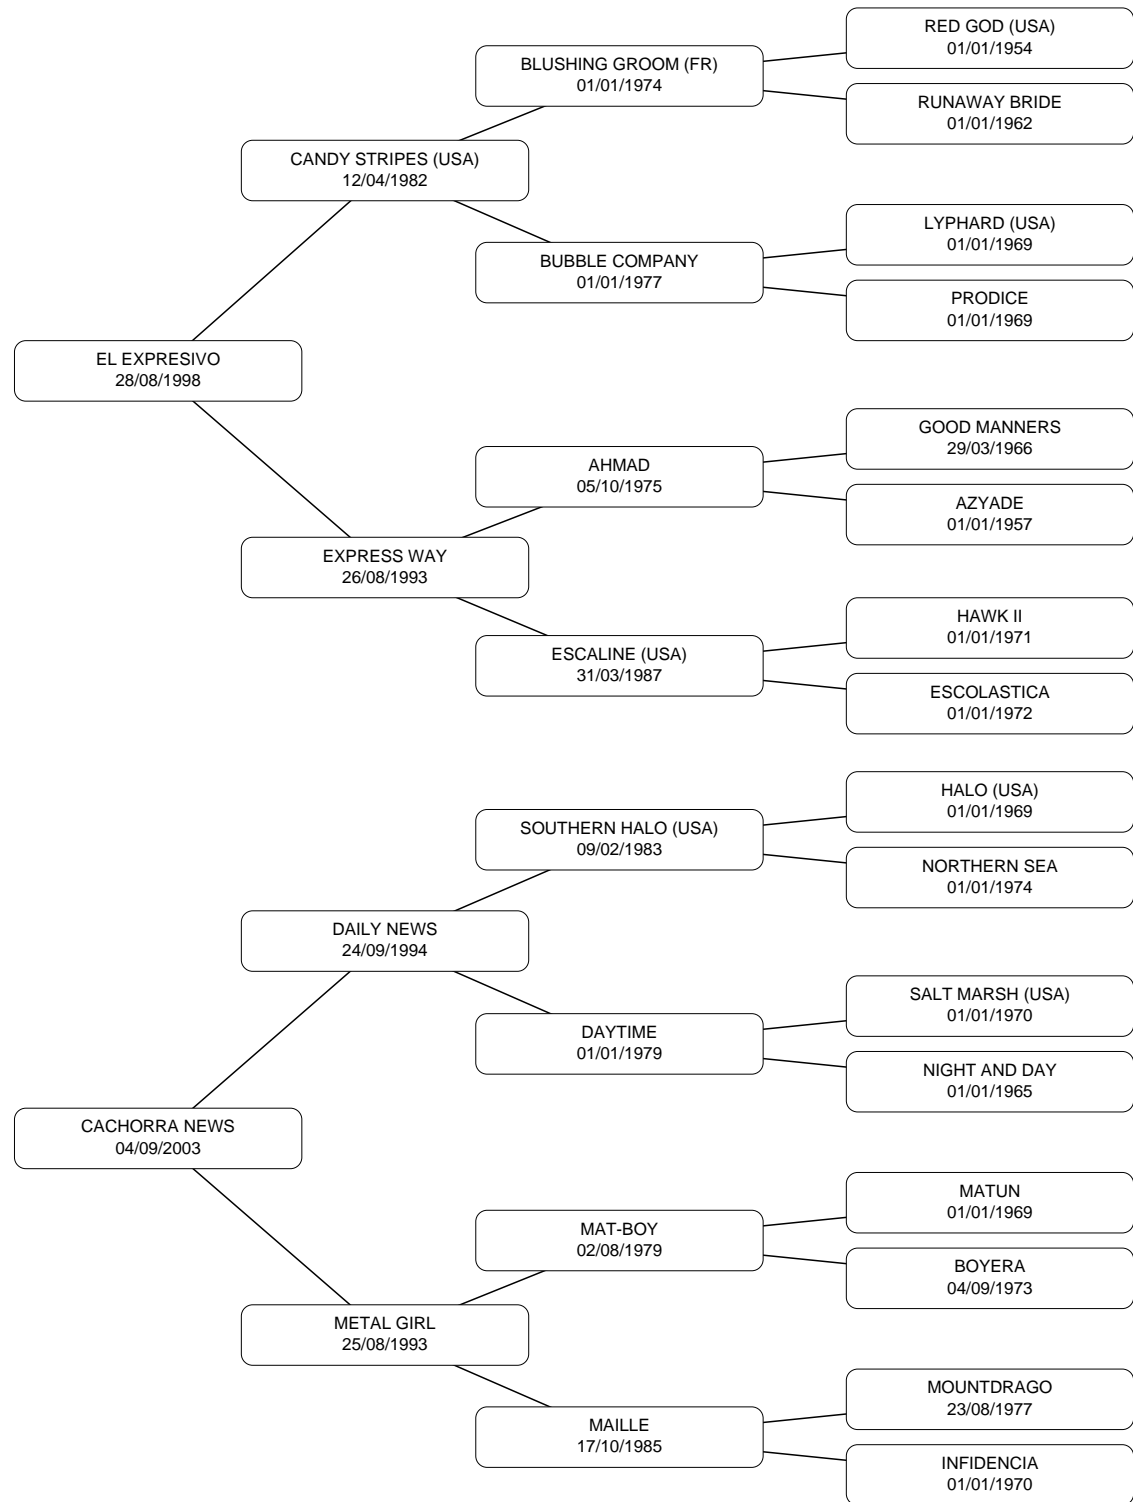 RED GOD (USA)
01/01/1954
BLUSHING GROOM (FR)
01/01/1974
RUNAWAY BRIDE
01/01/1962
CANDY STRIPES (USA)
12/04/1982
LYPHARD (USA)
01/01/1969
BUBBLE COMPANY
01/01/1977
PRODICE
01/01/1969
EL EXPRESIVO
28/08/1998
GOOD MANNERS
29/03/1966
AHMAD
05/10/1975
AZYADE
01/01/1957
EXPRESS WAY
26/08/1993
HAWK II
01/01/1971
ESCALINE (USA)
31/03/1987
ESCOLASTICA
01/01/1972
HALO (USA)
01/01/1969
SOUTHERN HALO (USA)
09/02/1983
NORTHERN SEA
01/01/1974
DAILY NEWS
24/09/1994
SALT MARSH (USA)
01/01/1970
DAYTIME
01/01/1979
NIGHT AND DAY
01/01/1965
CACHORRA NEWS
04/09/2003
MATUN
01/01/1969
MAT-BOY
02/08/1979
BOYERA
04/09/1973
METAL GIRL
25/08/1993
MOUNTDRAGO
23/08/1977
MAILLE
17/10/1985
INFIDENCIA
01/01/1970